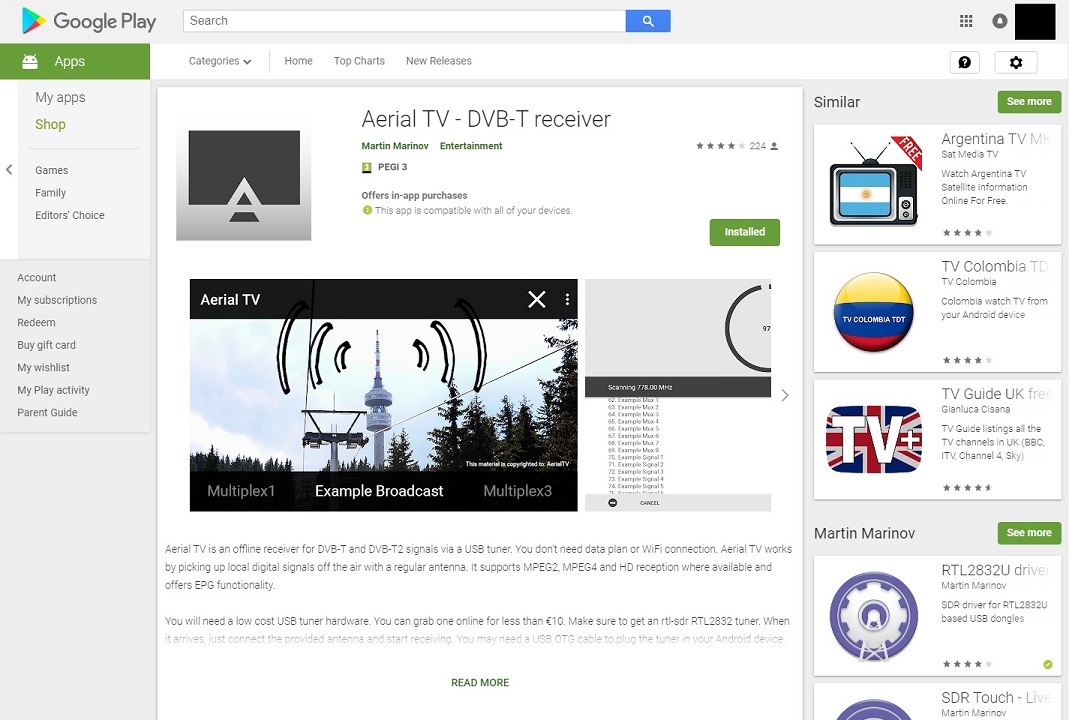 Google Play
Search
Apps
Categories
Home
Top Charts
New Releases
My apps
Shop
Games
Family
Editors' Choice
Account
My subscriptions
Redeem
Buy gift card
My wishlist
My Play activity
Parent Guide
Aerial TV - DVB-T receiver
Martin Marinov Entertainment
224
3 PEGI 3
Offers in-app purchases
This app is compatible with all of your devices.
Installed
Aerial TV
This material is copyrighted to: AerialTV
Multiplex1 Example Broadcast Multiplex3
97
Scanning 778.00 MHz
62. Example Mux 1
63. Example Mux 2
64. Example Mux 3
65. Example Mux 4
66. Example Mux 5
67. Example Mux 6
68. Example Mux 7
69. Example Mux 8
70. Example Signal 1
71. Example Signal 2
72. Example Signal 3
73. Example Signal 4
74. Example Signal 5
CANCEL
Aerial TV is an offline receiver for DVB-T and DVB-T2 signals via a USB tuner. You don't need data plan or WiFi connection. Aerial TV works
by picking up local digital signals off the air with a regular antenna. It supports MPEG2, MPEG4 and HD reception where available and
offers EPG functionality.
You will need a low cost USB tuner hardware. You can grab one online for less than €10. Make sure to get an rtl-sdr RTL2832 tuner. When
it arrives, just connect the provided antenna and start receiving. You may need a USB OTG cable to plug the tuner in your Android device.
READ MORE
Similar
See more
FREE
Argentina TV MK
Sat Media TV
Watch Argentina TV
Satellite Information
Online For Free.
TV COLOMBIA TDT
TV Colombia TD
TV Colombia
Colombia watch TV from
your Android device
TV+
TV Guide UK free
Gianluca Cisana
TV Guide listings all the
TV channels in UK (BBC,
ITV, Channel 4, Sky)
Martin Marinov
See more
RTL2832U driver
Martin Marinov
SDR driver for RTL2832U
based USB dongles
SDR Touch - Live
Martin Marinov